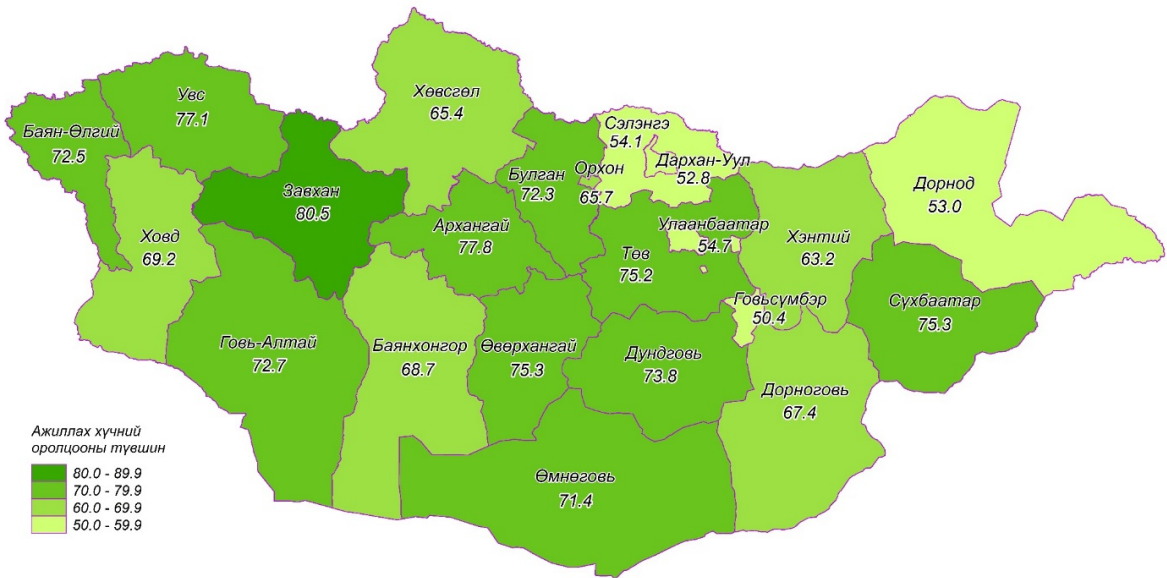 Хөвсгөл
65.4
Увс
77.1
Сэлэнгэ
54.1
Баян-Өлгий
72.5
Дархан-Уул
52.8
Орхон
65.7
Булган
72.3
Дорнод
53.0
Завхан
80.5
Архангай
77.8
Улаанбаатар
54.7
Ховд
69.2
Хэнтий
63.2
Төв
75.2
Говьсүмбэр
50.4
Сүхбаатар
75.3
Говь-Алтай
72.7
Баянхонгор
68.7
Өвөрхангай
75.3
Дундговь
73.8
Дорноговь
67.4
Өмнөговь
71.4
Ажиллах хүчний
оролцооны түвшин
80.0 - 89.9
70.0 - 79.9
60.0 - 69.9
50.0 - 59.9